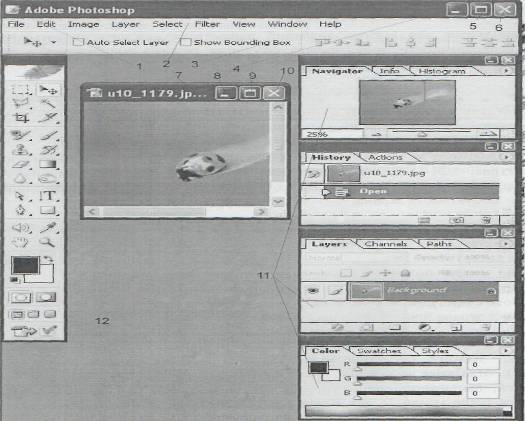 Adobe Photoshop
File Edit Image Layer Select Filter View Window Help
Auto Select Layer Show Bounding Box
5 6
1 2 3 4
7 8 9 10
u10_1179.jp...
Navigator Info Histogram
25%
History Actions
u10_1179.jpg
Open
Layers Channels Paths
Normal
Background
11
12
Color Swatches Styles
R 0
G 0
B 0